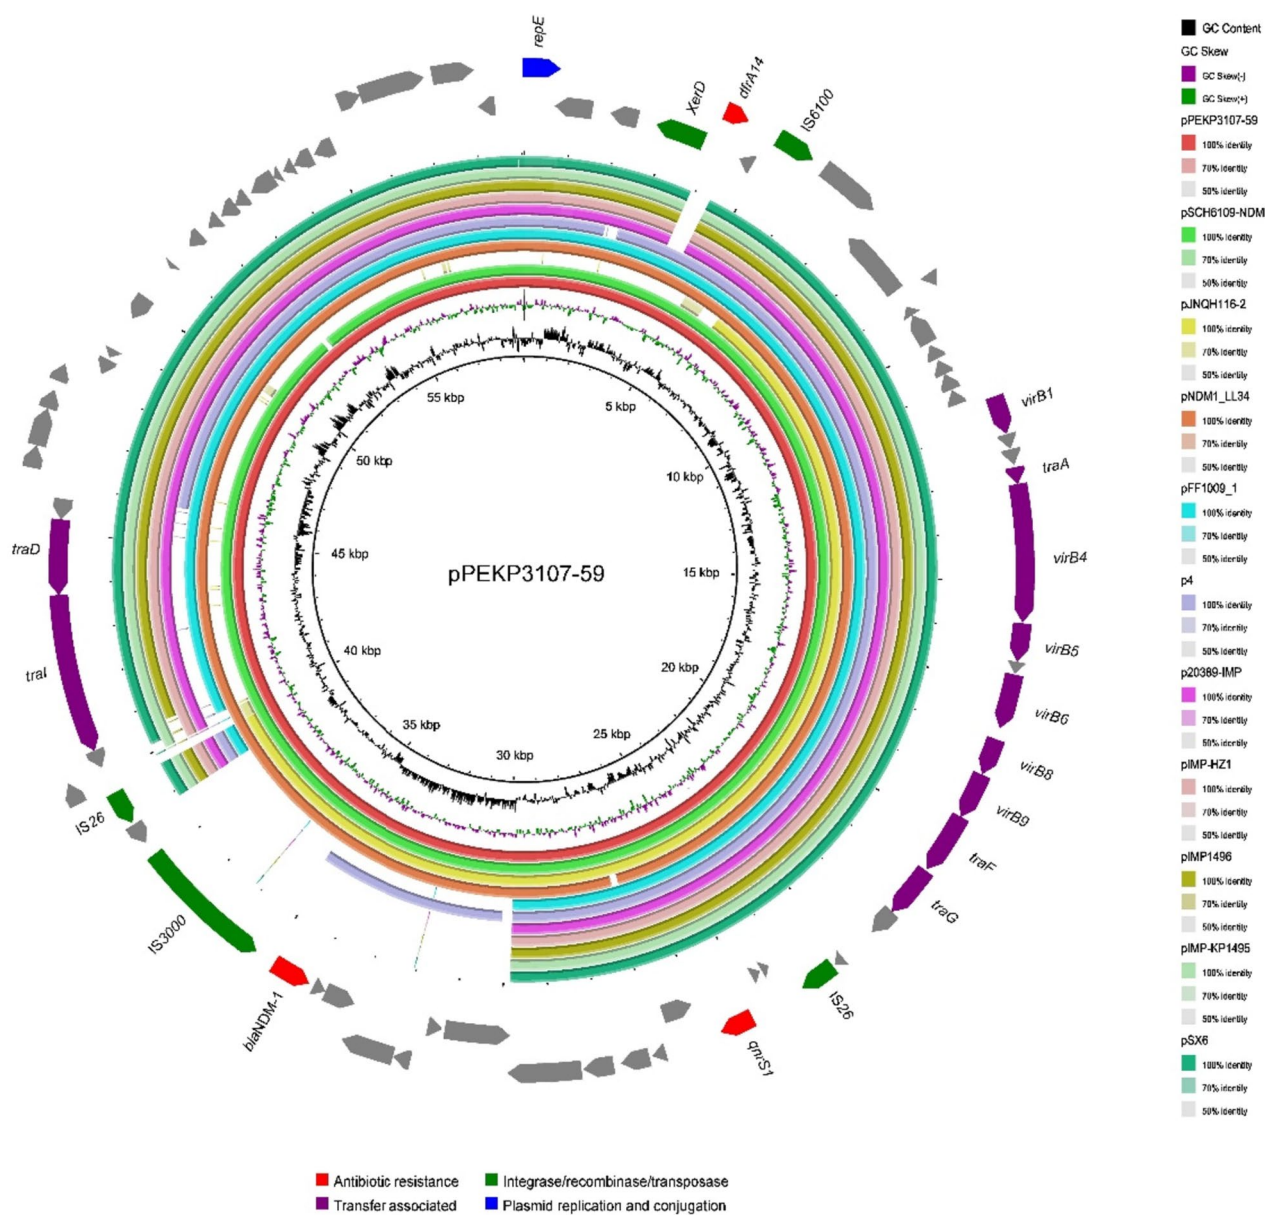 repE
XerD
dfrA14
IS6100
virB1
traA
virB4
virB5
virB6
virB8
virB9
traF
traG
IS26
qnrS1
blaNDM-1
IS3000
IS26
traI
traD
5 kbp
10 kbp
15 kbp
20 kbp
25 kbp
30 kbp
35 kbp
40 kbp
45 kbp
50 kbp
55 kbp
pPEKP3107-59
GC Content
GC Skew
GC Skew(-)
GC Skew(+)
pPEKP3107-59
100% identity
70% identity
50% identity
pSCH6109-NDM
100% identity
70% identity
50% identity
pJNQH116-2
100% identity
70% identity
50% identity
pNDM1_LL34
100% identity
70% identity
50% identity
pFF1009_1
100% identity
70% identity
50% identity
p4
100% identity
70% identity
50% identity
p20389-IMP
100% identity
70% identity
50% identity
pIMP-HZ1
100% identity
70% identity
50% identity
pIMP1496
100% identity
70% identity
50% identity
pIMP-KP1495
100% identity
70% identity
50% identity
pSX6
100% identity
70% identity
50% identity
Antibiotic resistance
Integrase/recombinase/transposase
Transfer associated
Plasmid replication and conjugation